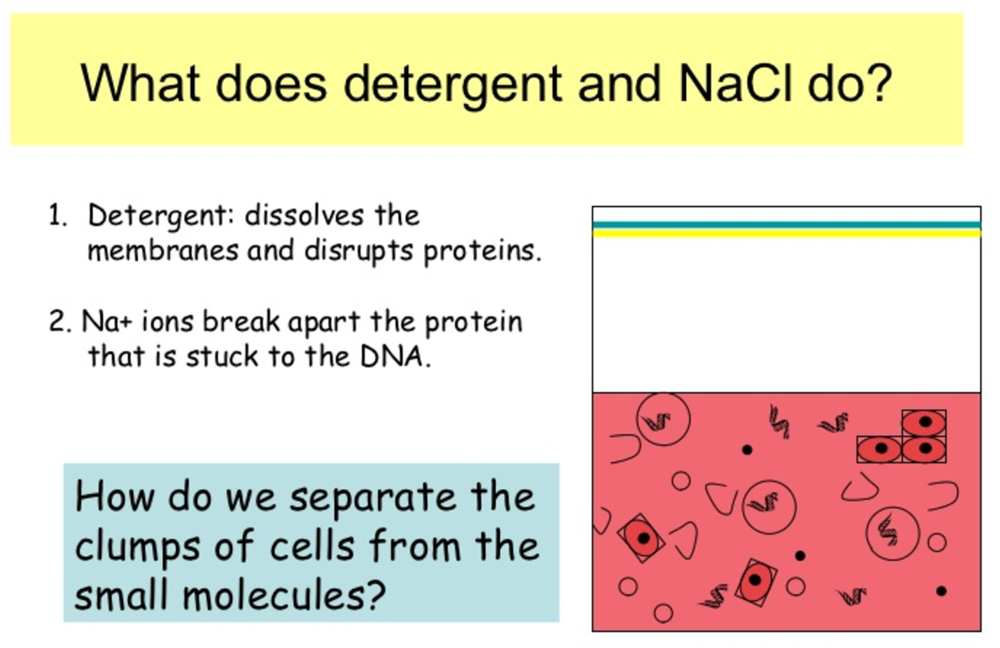 What does detergent and NaCl do?
1. Detergent: dissolves the
membranes and disrupts proteins.
2. Na+ ions break apart the protein
that is stuck to the DNA.
How do we separate the
clumps of cells from the
small molecules?